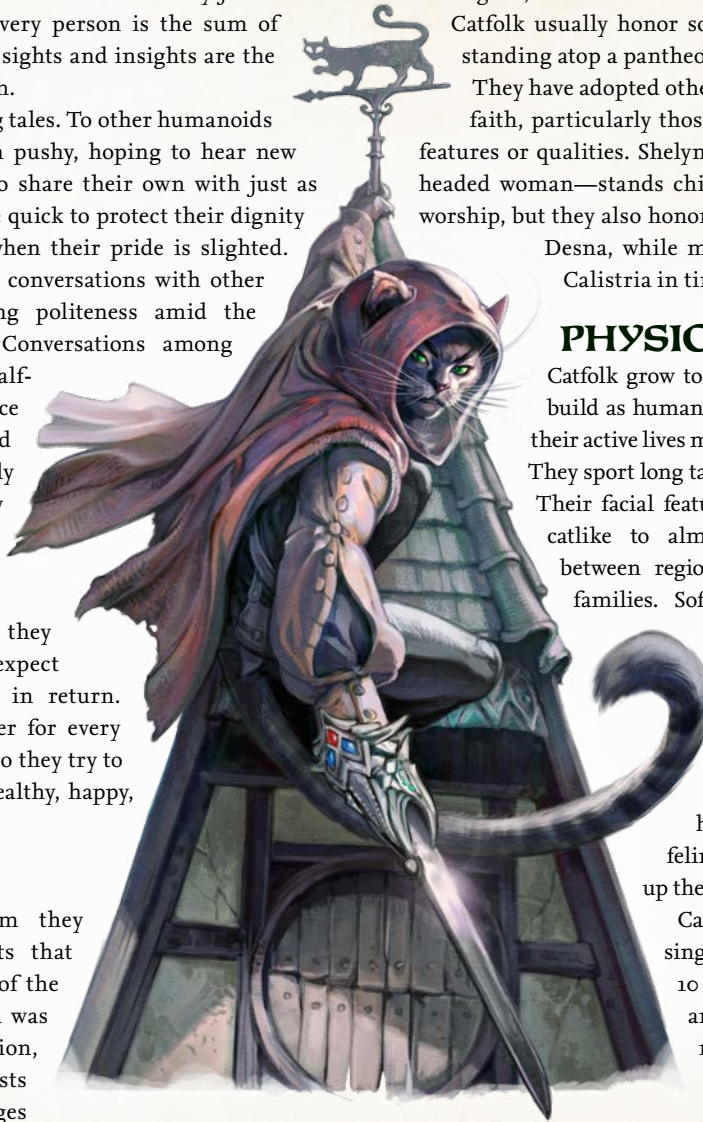 very person is the sum of
sights and insights are the
n.
g tales. To other humanoids
pushy, hoping to hear new
o share their own with just as
quick to protect their dignity
when their pride is slighted.
conversations with other
ng politeness amid the
Conversations among
alf-
ce
d
ly
they
expect
in return.
er for every
o they try to
ealthy, happy,
m they
ts that
of the
was
ion,
sts
ges
Catfolk usually honor so
standing atop a pantheo
They have adopted othe
faith, particularly thos
features or qualities. Shelyn
headed woman—stands chi
worship, but they also honor
Desna, while m
Calistria in ti
PHYSIC
Catfolk grow to
build as human
their active lives m
They sport long ta
Their facial featu
catlike to alm
between regio
families. Sof
h
felin
up the
Ca
sing
10
ar